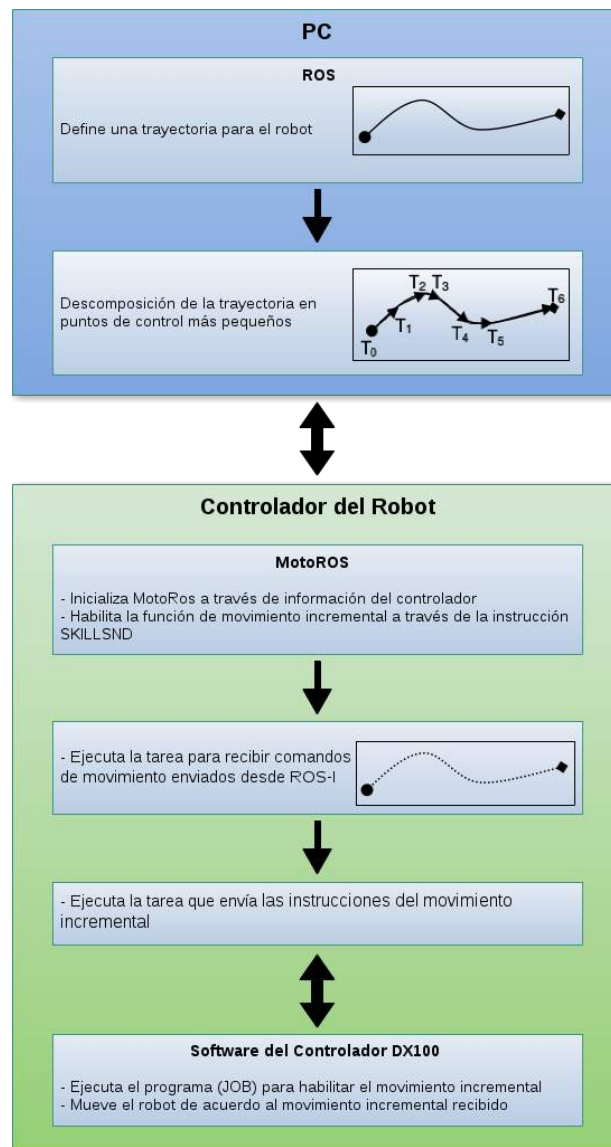 PC
ROS
Define una trayectoria para el robot
Descomposición de la trayectoria en
puntos de control más pequeños
T0
T1
T2
T3
T4
T5
T6
Controlador del Robot
MotoROS
- Inicializa MotoRos a través de información del controlador
- Habilita la función de movimiento incremental a través de la instrucción
SKILLSND
- Ejecuta la tarea para recibir comandos
de movimiento enviados desde ROS-I
- Ejecuta la tarea que envía las instrucciones del movimiento
incremental
Software del Controlador DX100
- Ejecuta el programa (JOB) para habilitar el movimiento incremental
- Mueve el robot de acuerdo al movimiento incremental recibido